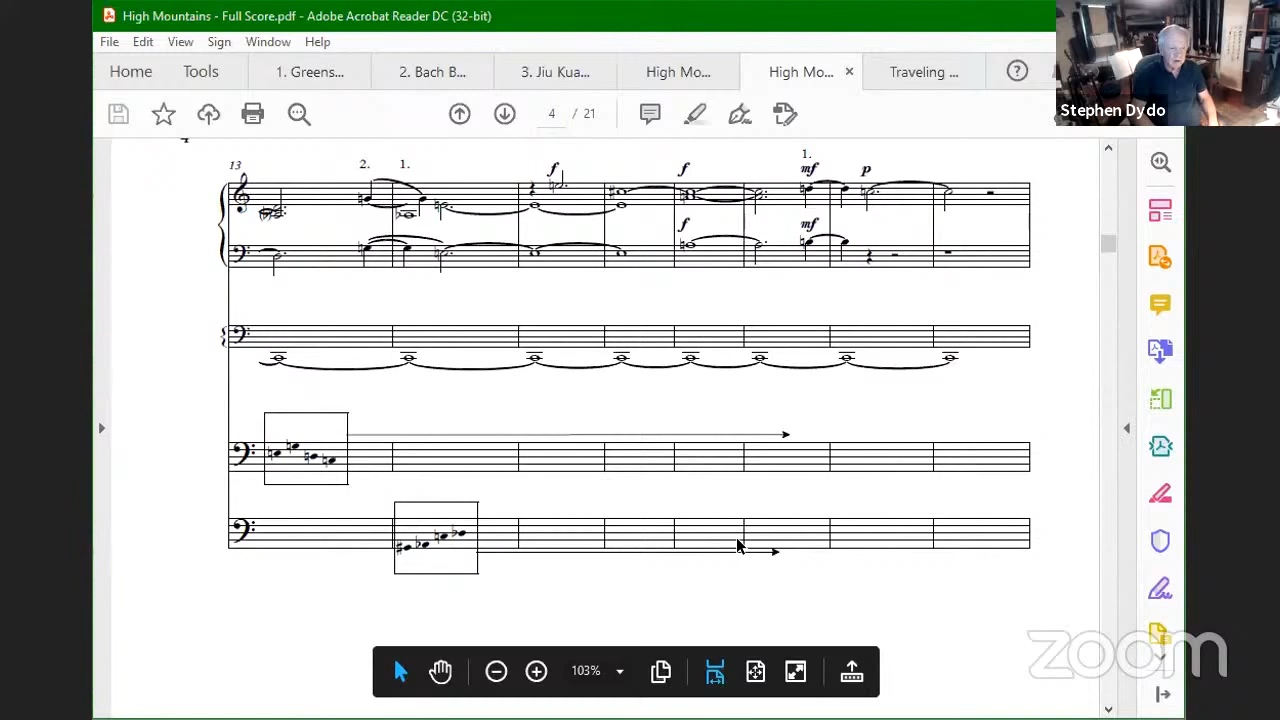 High Mountains - Full Score.pdf - Adobe Acrobat Reader DC (32-bit)
File Edit View Sign Window Help
Home Tools 1. Greens... 2. Bach B... 3. Jiu Kua... High Mo... High Mo... Traveling ...
4 / 21
Stephen Dydo
4
1.
13 2. 1. f f mf p
f mf
103%
zoom